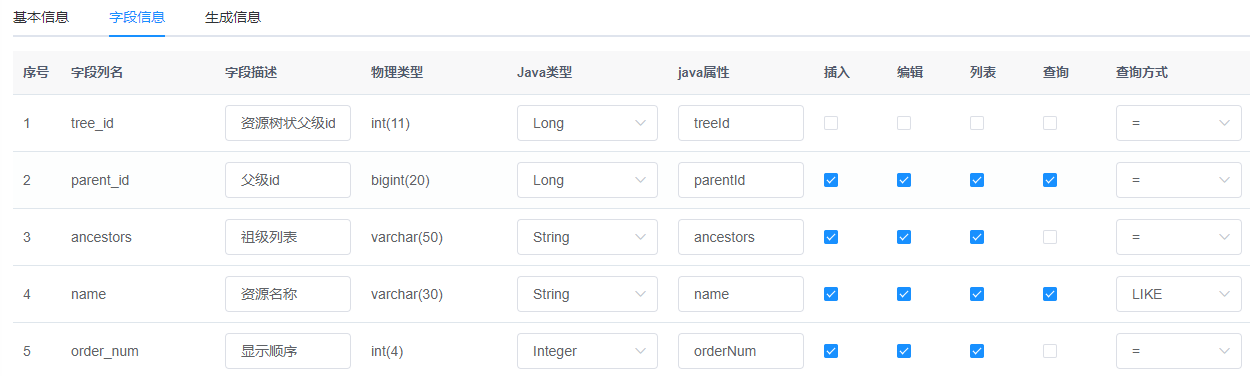 基本信息 字段信息 生成信息
序号 字段列名 字段描述 物理类型 Java类型 java属性 插入 编辑 列表 查询 查询方式
1 tree_id 资源树状父级id int(11) Long treeId =
2 parent_id 父级id bigint(20) Long parentId =
3 ancestors 祖级列表 varchar(50) String ancestors =
4 name 资源名称 varchar(30) String name LIKE
5 order_num 显示顺序 int(4) Integer orderNum =